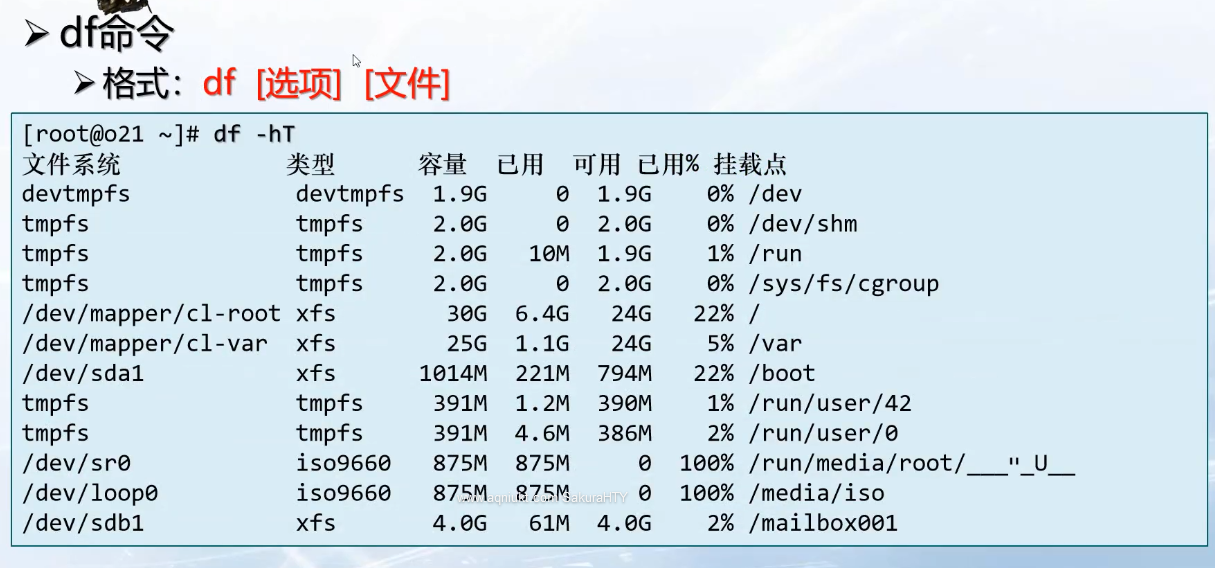 ➢ df命令
➢ 格式：df [选项] [文件]
[root@o21 ~]# df -hT
文件系统 类型 容量 已用 可用 已用% 挂载点
devtmpfs devtmpfs 1.9G 0 1.9G 0% /dev
tmpfs tmpfs 2.0G 0 2.0G 0% /dev/shm
tmpfs tmpfs 2.0G 10M 1.9G 1% /run
tmpfs tmpfs 2.0G 0 2.0G 0% /sys/fs/cgroup
/dev/mapper/cl-root xfs 30G 6.4G 24G 22% /
/dev/mapper/cl-var xfs 25G 1.1G 24G 5% /var
/dev/sda1 xfs 1014M 221M 794M 22% /boot
tmpfs tmpfs 391M 1.2M 390M 1% /run/user/42
tmpfs tmpfs 391M 4.6M 386M 2% /run/user/0
/dev/sr0 iso9660 875M 875M 0 100% /run/media/root/___"_U__
/dev/loop0 iso9660 875M 875M 0 100% /media/iso
/dev/sdb1 xfs 4.0G 61M 4.0G 2% /mailbox001